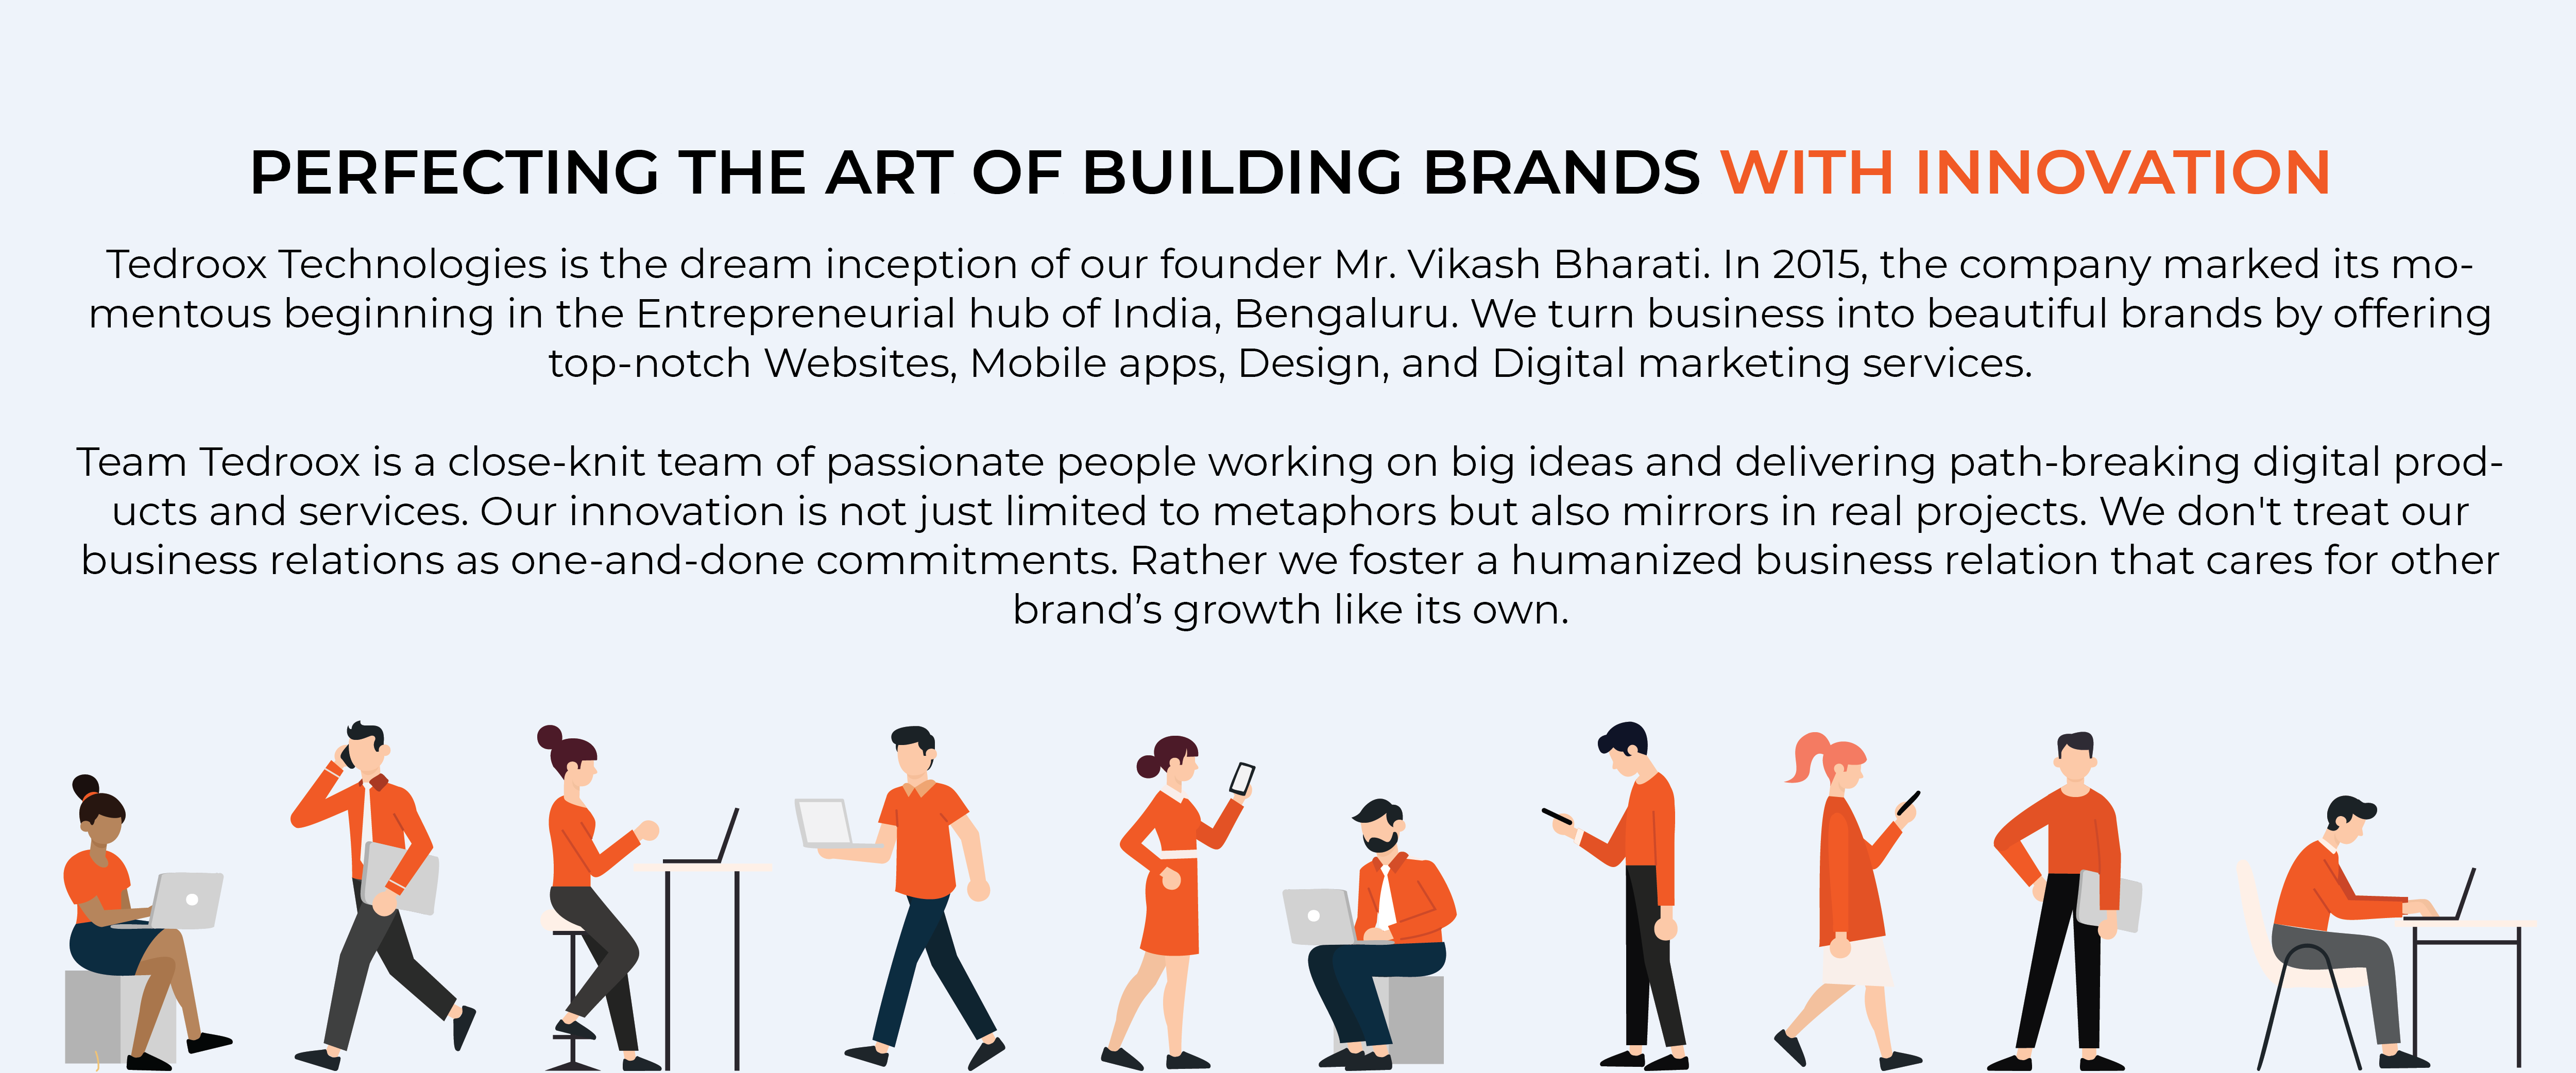 PERFECTING THE ART OF BUILDING BRANDS WITH INNOVATION
Tedroox Technologies is the dream inception of our founder Mr. Vikash Bharati. In 2015, the company marked its mo-
mentous beginning in the Entrepreneurial hub of India, Bengaluru. We turn business into beautiful brands by offering
top-notch Websites, Mobile apps, Design, and Digital marketing services.
Team Tedroox is a close-knit team of passionate people working on big ideas and delivering path-breaking digital prod-
ucts and services. Our innovation is not just limited to metaphors but also mirrors in real projects. We don't treat our
business relations as one-and-done commitments. Rather we foster a humanized business relation that cares for other
brand’s growth like its own.